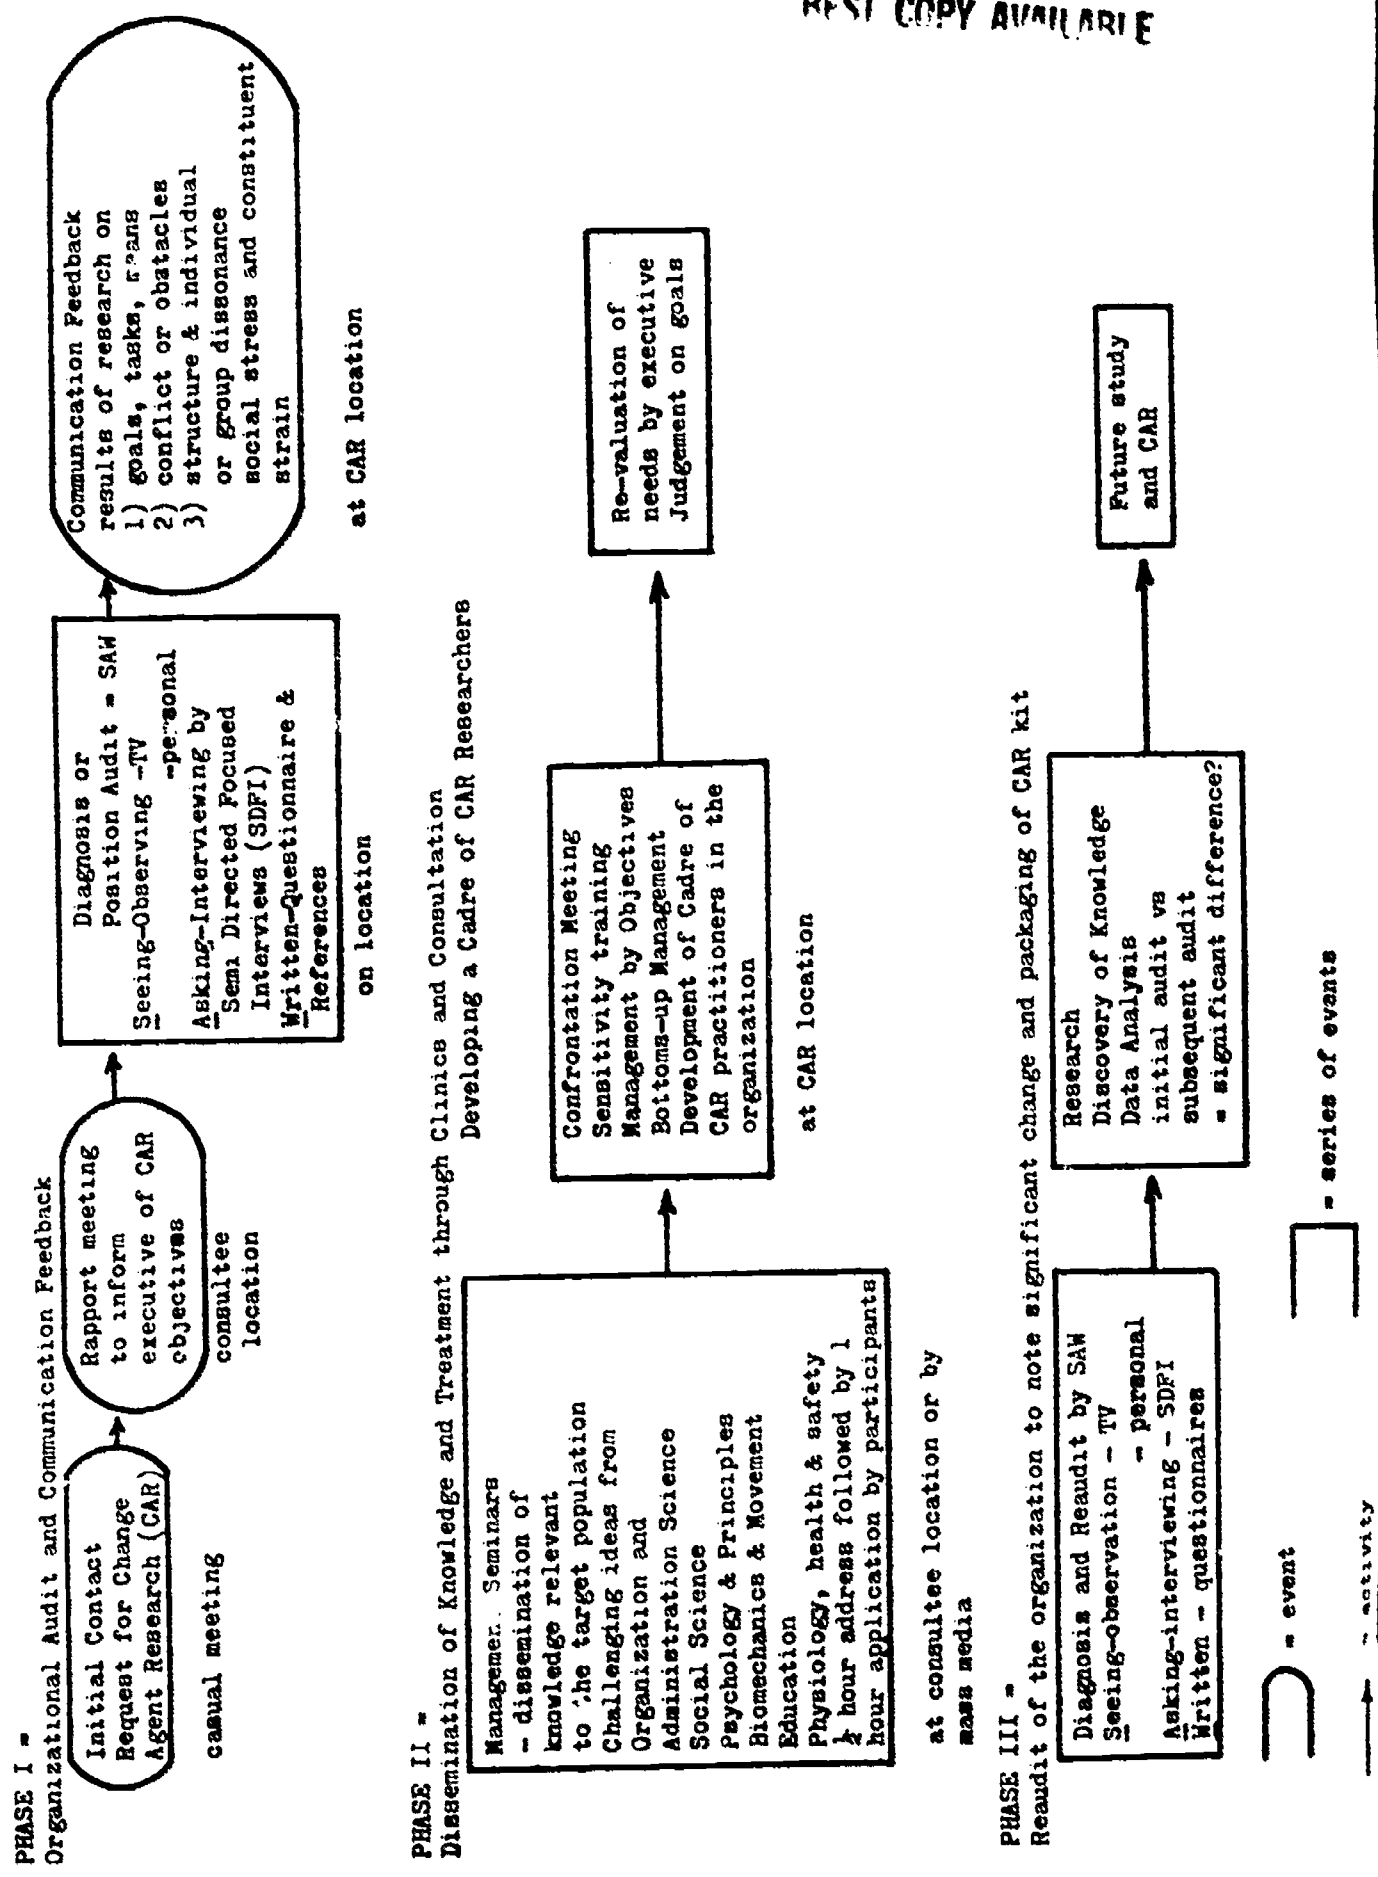 BEST COPY AVAILABLE
PHASE I =
Organizational Audit and Communication Feedback
Initial Contact
Request for Change
Agent Research (CAR)
casual meeting
Rapport meeting
to inform
executive of CAR
objectives
consultee
location
Diagnosis or
Position Audit = SAW
Seeing-Observing -TV
-personal
Asking-Interviewing by
Semi Directed Focused
Interviews (SDFI)
Written-Questionnaire &
References
on location
Communication Feedback
results of research on
1) goals, tasks, means
2) conflict or obstacles
3) structure & individual
or group dissonance
social stress and constituent
strain
at CAR location
PHASE II =
Dissemination of Knowledge and Treatment through Clinics and Consultation
Developing a Cadre of CAR Researchers
Managemen. Seminars
- dissemination of
knowledge relevant
to the target population
Challenging ideas from
Organization and
Administration Science
Social Science
Psychology & Principles
Biomechanics & Movement
Education
Physiology, health & safety
½ hour address followed by 1
hour application by participants
at consultee location or by
mass media
Confrontation Meeting
Sensitivity training
Management by Objectives
Bottoms-up Management
Development of Cadre of
CAR practitioners in the
organization
at CAR location
Re-valuation of
needs by executive
Judgement on goals
PHASE III =
Reaudit of the organization to note significant change and packaging of CAR kit
Diagnosis and Reaudit by SAW
Seeing-observation - TV
- personal
Asking-interviewing - SDFI
Written - questionnaires
Research
Discovery of Knowledge
Data Analysis
initial audit vs
subsequent audit
= significant difference?
Future study
and CAR
= event
= series of events
= activity